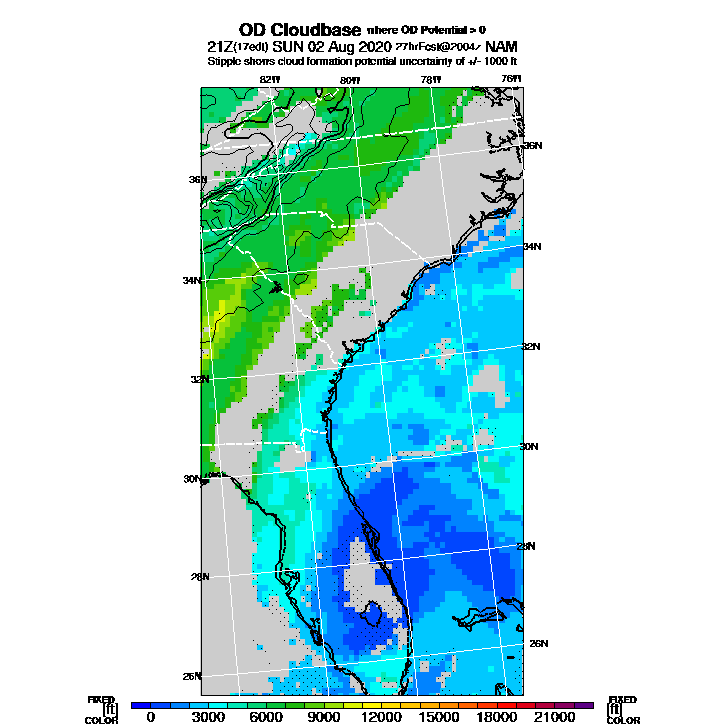 OD Cloudbase where OD Potential > 0
21Z(17edt) SUN 02 Aug 2020 27hrFcst@2004z NAM
Stipple shows cloud formation potential uncertainty of +/- 1000 ft
82W 80W 78W 76W
36N
36N
34N
34N
32N
32N
30N
30N
28N
28N
26N
26N
FIXED FIXED
[ft] [ft]
COLOR 0 3000 6000 9000 12000 15000 18000 21000 COLOR